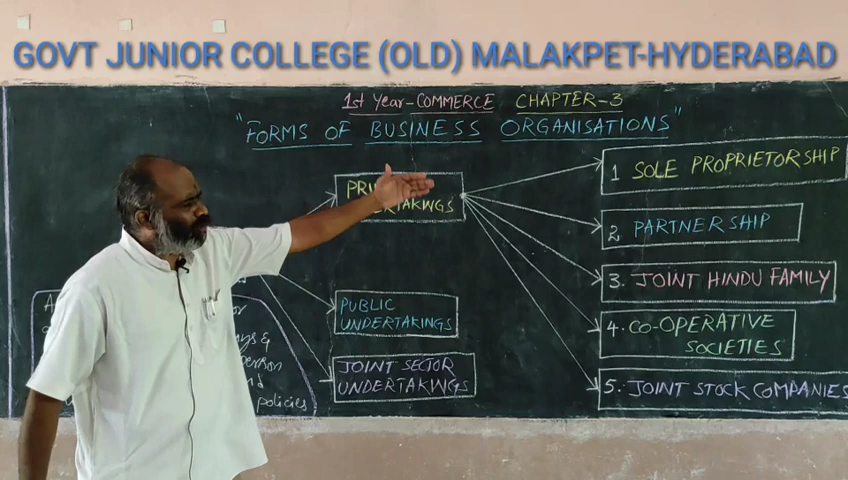 GOVT JUNIOR COLLEGE (OLD) MALAKPET-HYDERABAD
1st Year-COMMERCE CHAPTER-3
"FORMS OF BUSINESS ORGANISATIONS"
1 SOLE PROPRIETORSHIP
2 PARTNERSHIP
3. JOINT HINDU FAMILY
4. CO-OPERATIVE
SOCIETIES
5. JOINT STOCK COMPANIES
PUBLIC
UNDERTAKINGS
JOINT SECTOR
UNDERTAKINGS
policies